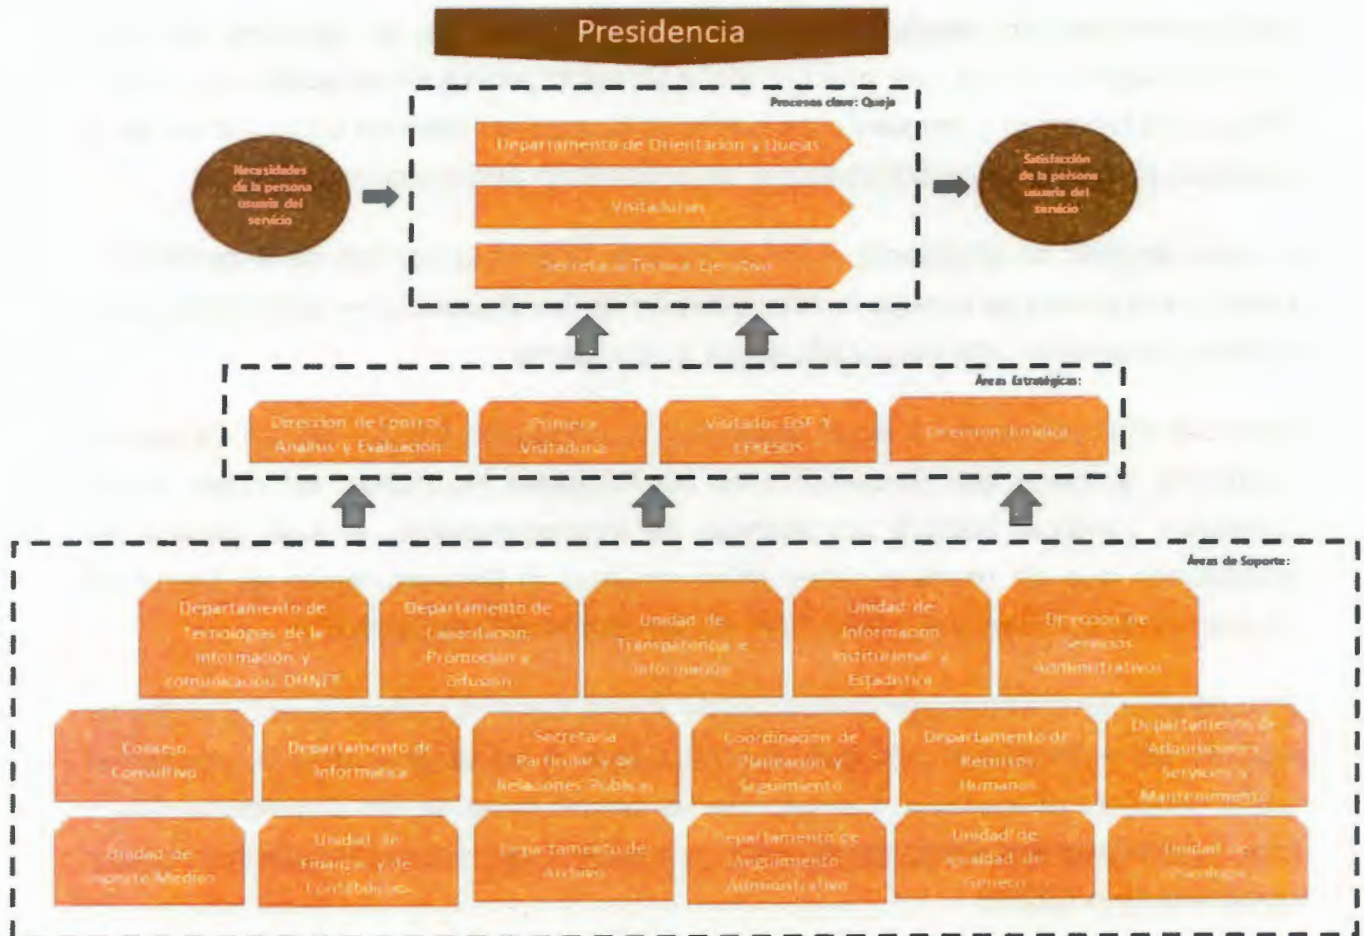 Presidencia
Procesos clave: Queja
Necesidades
de la persona
usuaria del
servicio
Departamento de Orientación y Quejas
Visitadurías
Secretario Técnico Ejecutivo
Satisfacción
de la persona
usuaria del
servicio
Áreas Estratégicas:
Dirección de Control,
Análisis y Evaluación
Primera
Visitaduría
Visitador EGP Y
CERESOS
Dirección Jurídica
Áreas de Soporte:
Departamento de
Tecnologías de la
información y
comunicación
Departamento de
Capacitación,
Promoción y
Difusión
Unidad de
Transparencia e
Información
Unidad de
Información
Institucional y
Estadística
Dirección de
Servicios
Administrativos
Consejo
Consultivo
Departamento de
Informática
Secretaría
Particular y de
Relaciones Públicas
Coordinación de
Planeación y
Seguimiento
Departamento de
Recursos
Humanos
Departamento de
Adquisiciones
Servicios y
Mantenimiento
Unidad de
Soporte Médico
Unidad de
Finanzas y de
Contabilidad
Departamento de
Archivo
Departamento de
Seguimiento
Administrativo
Unidad de
Igualdad de
Género
Unidad de
Psicología